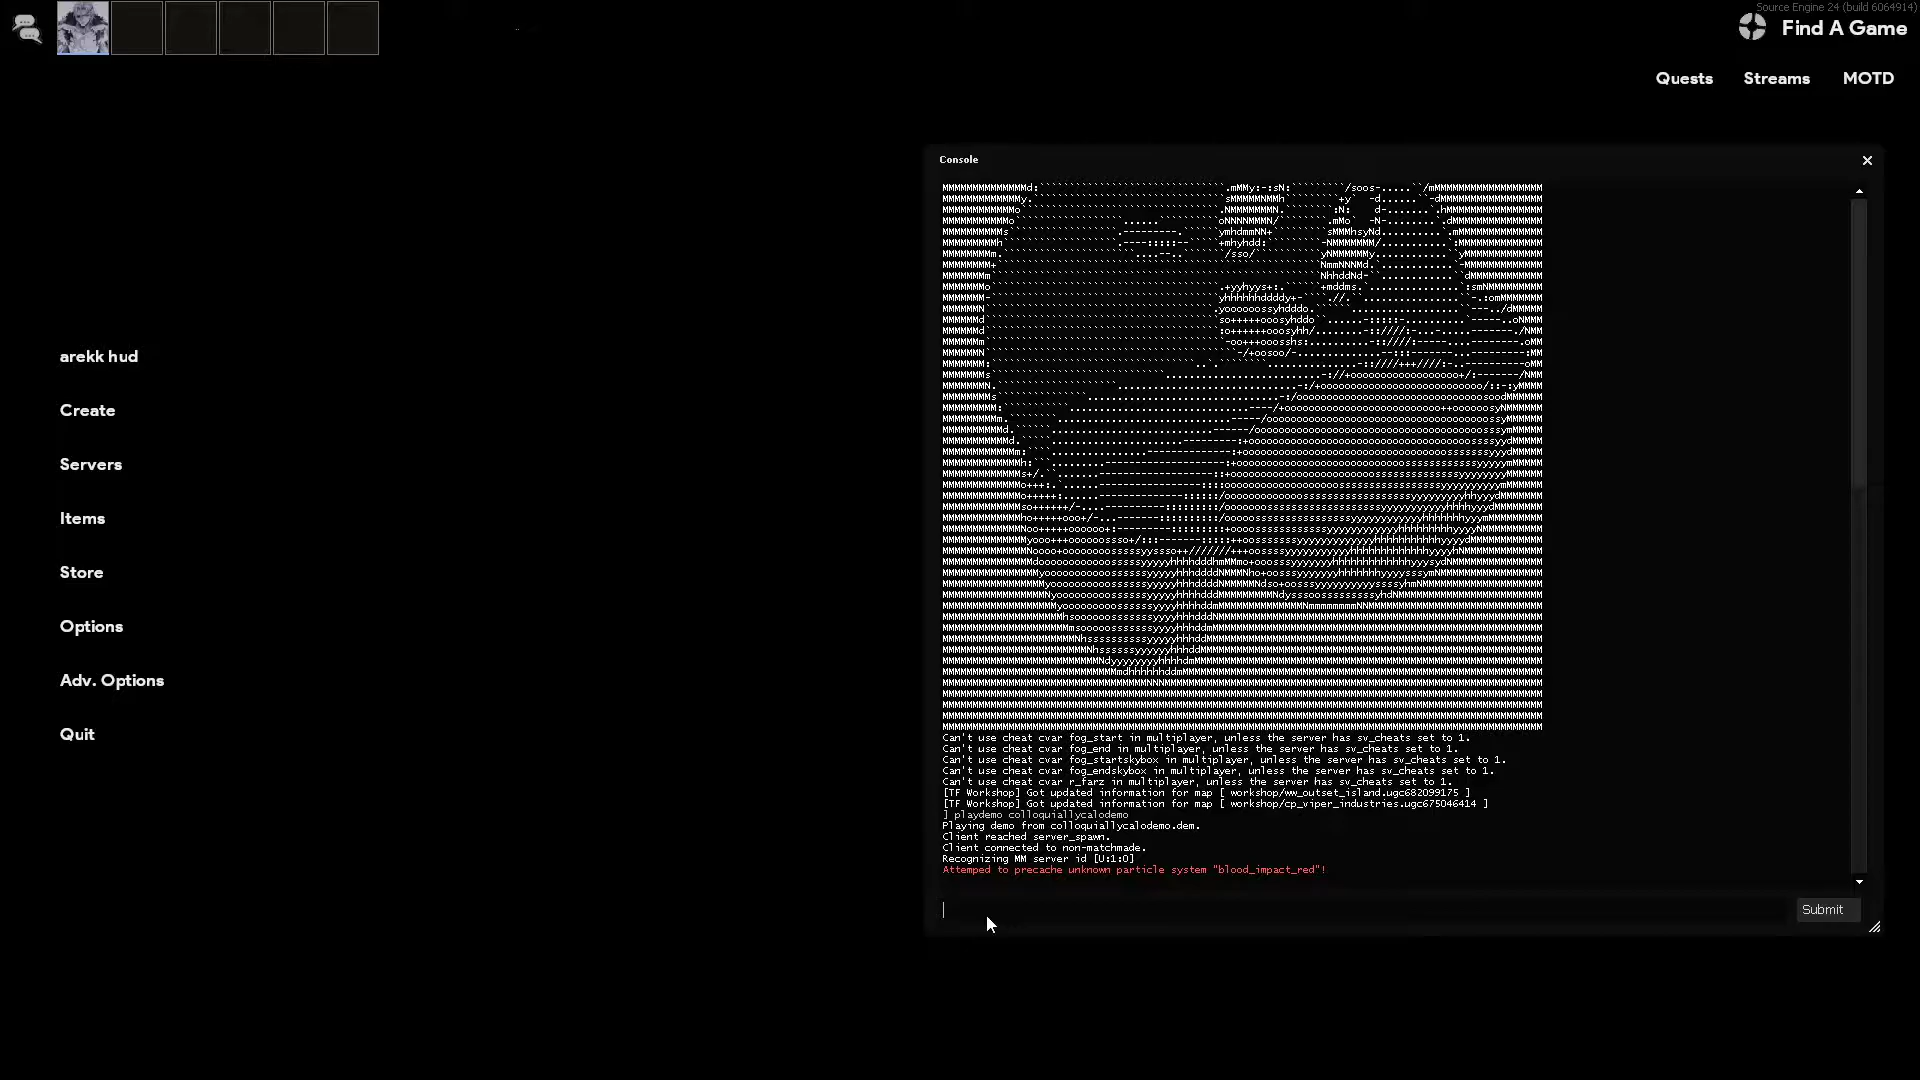 Source Engine 24 (build 6064914)
Find A Game
Quests Streams MOTD
Console
arekk hud
Create
Servers
Items
Store
Options
Adv. Options
Quit
Can't use cheat cvar fog_start in multiplayer, unless the server has sv_cheats set to 1.
Can't use cheat cvar fog_end in multiplayer, unless the server has sv_cheats set to 1.
Can't use cheat cvar fog_startskybox in multiplayer, unless the server has sv_cheats set to 1.
Can't use cheat cvar fog_endskybox in multiplayer, unless the server has sv_cheats set to 1.
Can't use cheat cvar r_farz in multiplayer, unless the server has sv_cheats set to 1.
[TF Workshop] Got updated information for map [ workshop/ww_outset_island.ugc682099175 ]
[TF Workshop] Got updated information for map [ workshop/cp_viper_industries.ugc675046414 ]
] playdemo colloquiallycalodemo
Playing demo from colloquiallycalodemo.dem.
Client reached server_spawn.
Client connected to non-matchmade.
Recognizing MM server id [U:1:0]
Attemped to precache unknown particle system "blood_impact_red"!
Submit